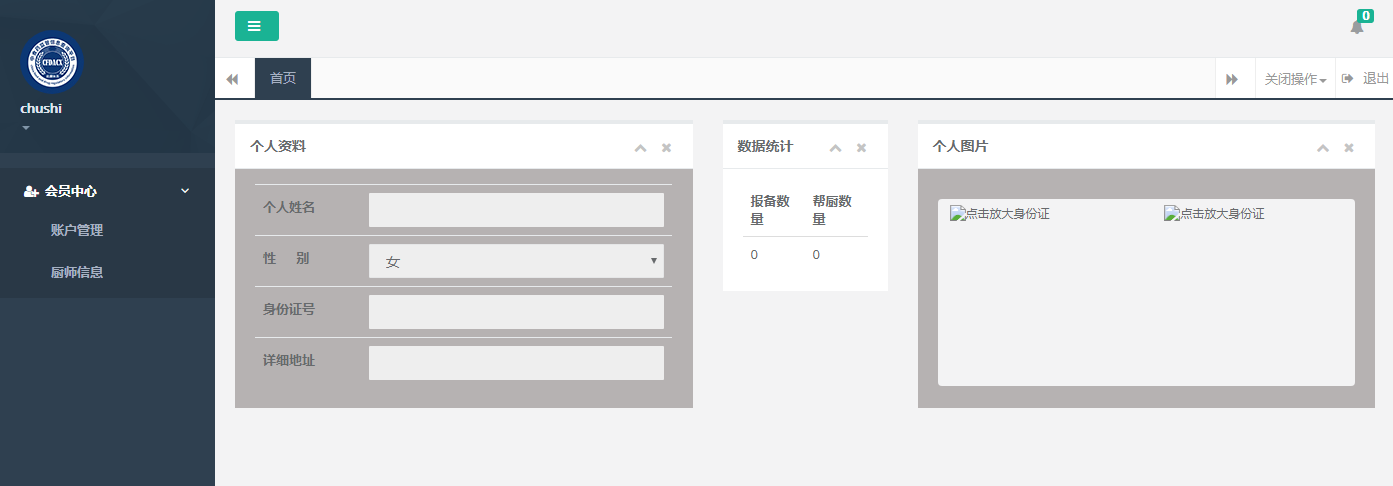 0
CFDACX
chushi
首页
关闭操作
退出
会员中心
账户管理
厨师信息
个人资料
个人姓名
性 别
女
身份证号
详细地址
数据统计
报备数量
帮厨数量
0
0
个人图片
点击放大身份证
点击放大身份证